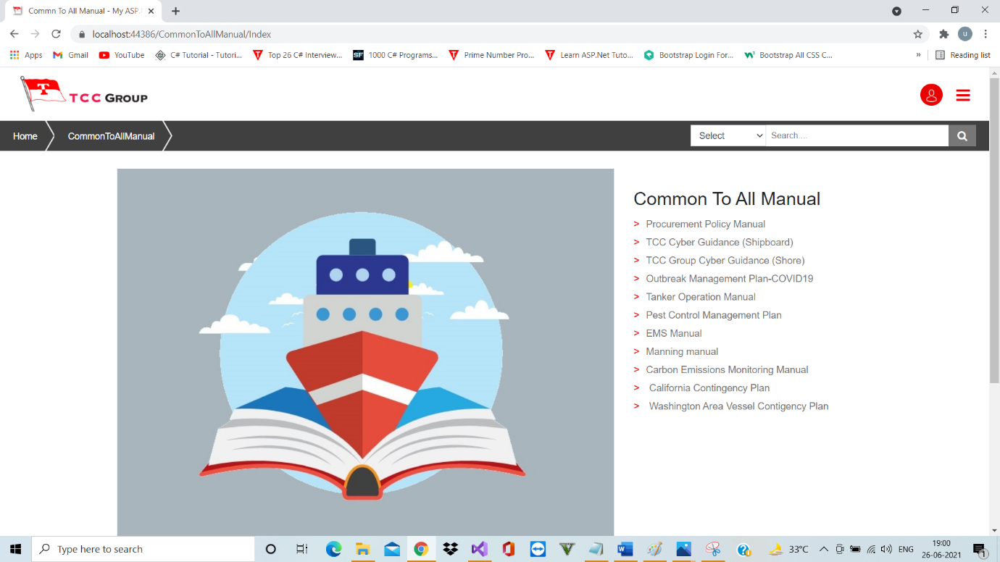 Commn To All Manual - My ASP.
localhost:44386/CommonToAllManual/Index
u
Apps Gmail YouTube C# Tutorial - Tutori... Top 26 C# Interview... SF 1000 C# Programs... Prime Number Pro... Learn ASP.Net Tuto... Bootstrap Login For... Bootstrap All CSS C... » Reading list
T TCC GROUP
Home CommonToAllManual Select Search....
Common To All Manual
> Procurement Policy Manual
> TCC Cyber Guidance (Shipboard)
> TCC Group Cyber Guidance (Shore)
> Outbreak Management Plan-COVID19
> Tanker Operation Manual
> Pest Control Management Plan
> EMS Manual
> Manning manual
> Carbon Emissions Monitoring Manual
> California Contingency Plan
> Washington Area Vessel Contigency Plan
Type here to search 33°C ENG 19:00
26-06-2021 1